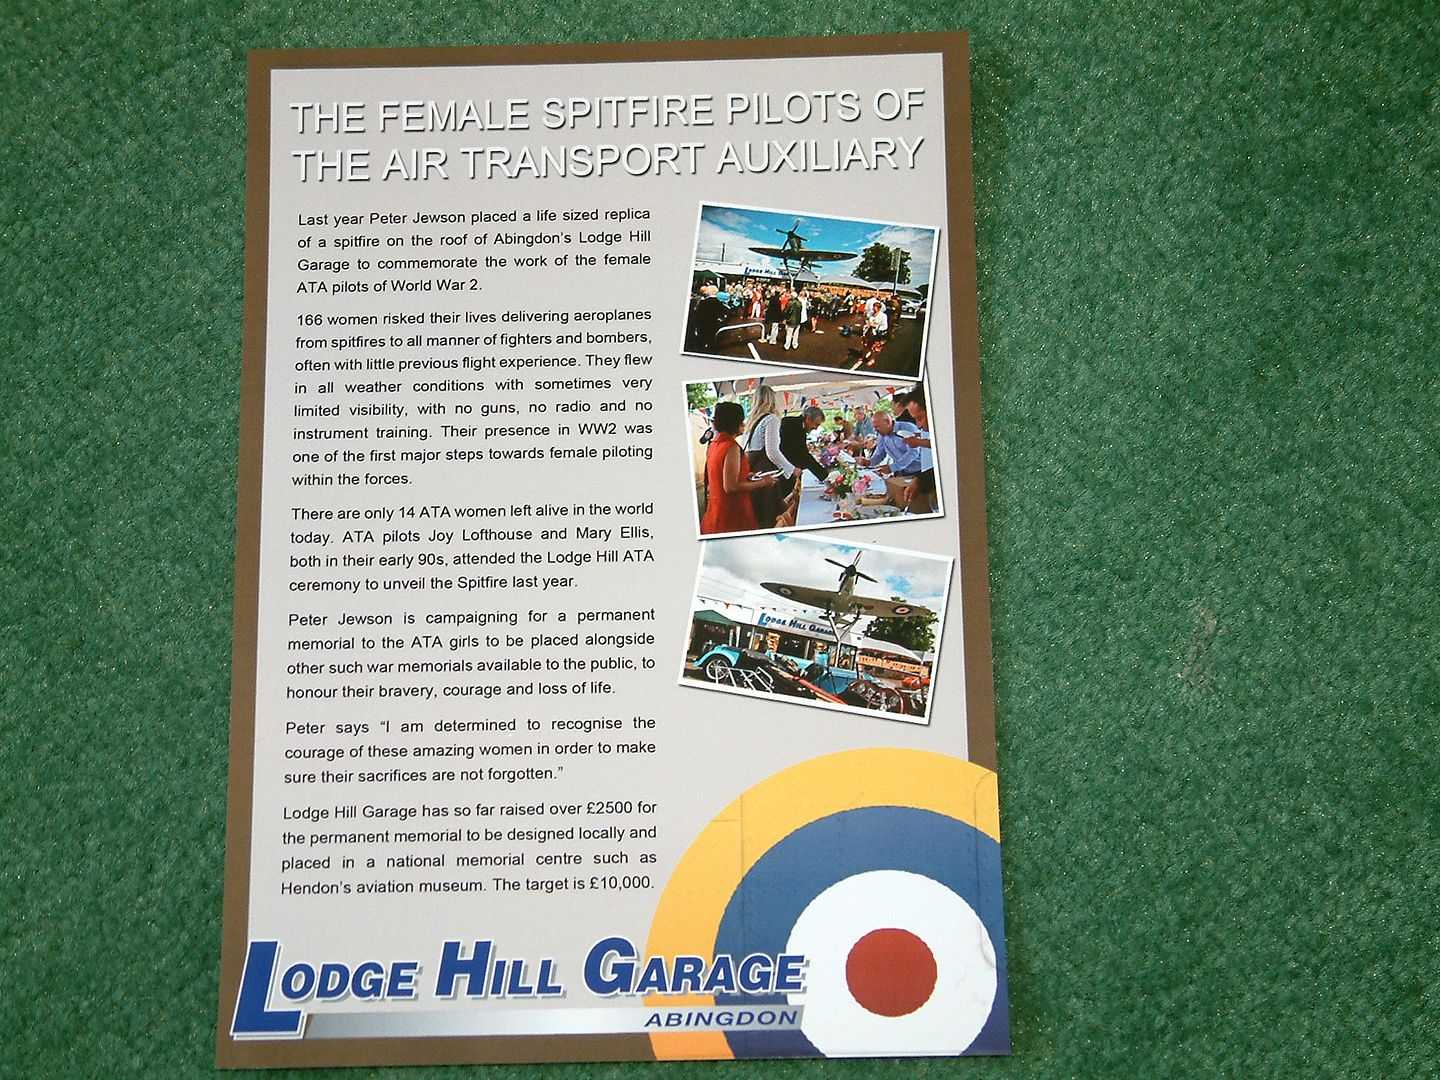 THE FEMALE SPITFIRE PILOTS OF
THE AIR TRANSPORT AUXILIARY
Last year Peter Jewson placed a life sized replica
of a spitfire on the roof of Abingdon's Lodge Hill
Garage to commemorate the work of the female
ATA pilots of World War 2.
166 women risked their lives delivering aeroplanes
from spitfires to all manner of fighters and bombers,
often with little previous flight experience. They flew
in all weather conditions with sometimes very
limited visibility, with no guns, no radio and no
instrument training. Their presence in WW2 was
one of the first major steps towards female piloting
within the forces.
There are only 14 ATA women left alive in the world
today. ATA pilots Joy Lofthouse and Mary Ellis,
both in their early 90s, attended the Lodge Hill ATA
ceremony to unveil the Spitfire last year.
Peter Jewson is campaigning for a permanent
memorial to the ATA girls to be placed alongside
other such war memorials available to the public, to
honour their bravery, courage and loss of life.
Peter says “I am determined to recognise the
courage of these amazing women in order to make
sure their sacrifices are not forgotten.”
Lodge Hill Garage has so far raised over £2500 for
the permanent memorial to be designed locally and
placed in a national memorial centre such as
Hendon's aviation museum. The target is £10,000.
LODGE HILL GA
LODGE HILL GARAGE
LODGE HILL GARAGE
ABINGDON